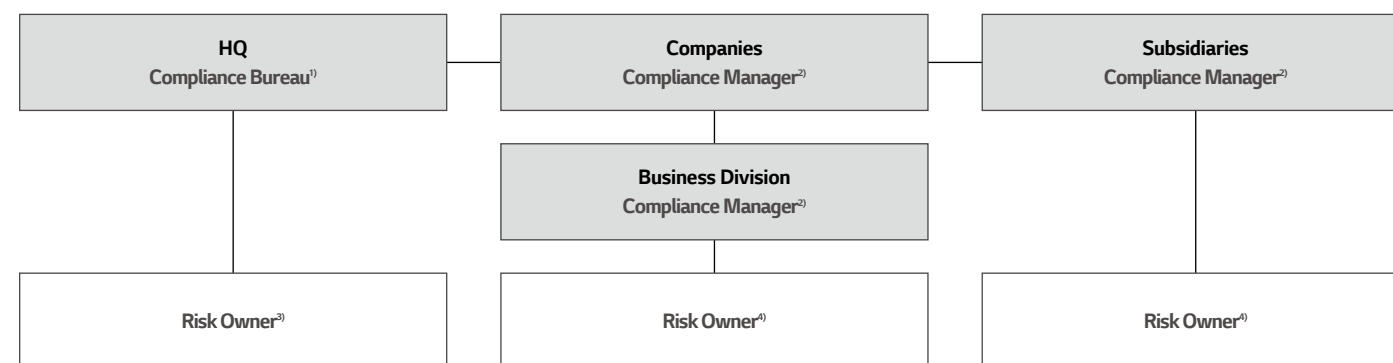 HQ
Compliance Bureau¹⁾
Companies
Compliance Manager²⁾
Subsidiaries
Compliance Manager²⁾
Business Division
Compliance Manager²⁾
Risk Owner³⁾
Risk Owner⁴⁾
Risk Owner⁴⁾